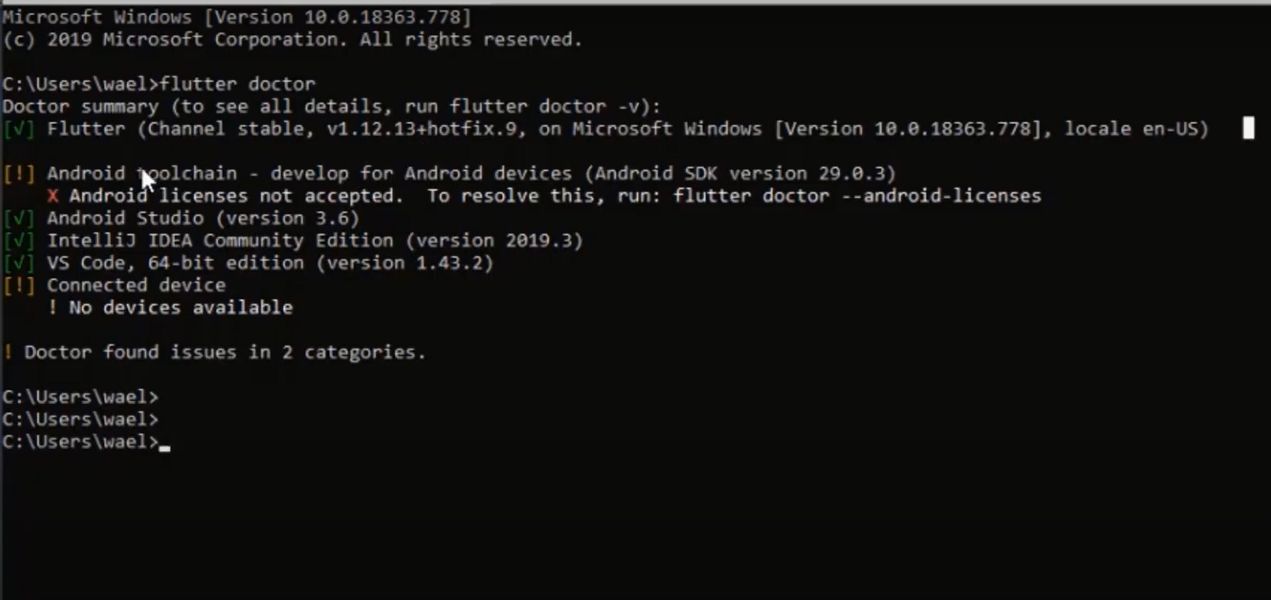 Microsoft Windows [Version 10.0.18363.778]
(c) 2019 Microsoft Corporation. All rights reserved.
C:\Users\wael>flutter doctor
Doctor summary (to see all details, run flutter doctor -v):
[√] Flutter (Channel stable, v1.12.13+hotfix.9, on Microsoft Windows [Version 10.0.18363.778], locale en-US)
[!] Android toolchain - develop for Android devices (Android SDK version 29.0.3)
X Android licenses not accepted.  To resolve this, run: flutter doctor --android-licenses
[√] Android Studio (version 3.6)
[√] IntelliJ IDEA Community Edition (version 2019.3)
[√] VS Code, 64-bit edition (version 1.43.2)
[!] Connected device
! No devices available
! Doctor found issues in 2 categories.
C:\Users\wael>
C:\Users\wael>
C:\Users\wael>